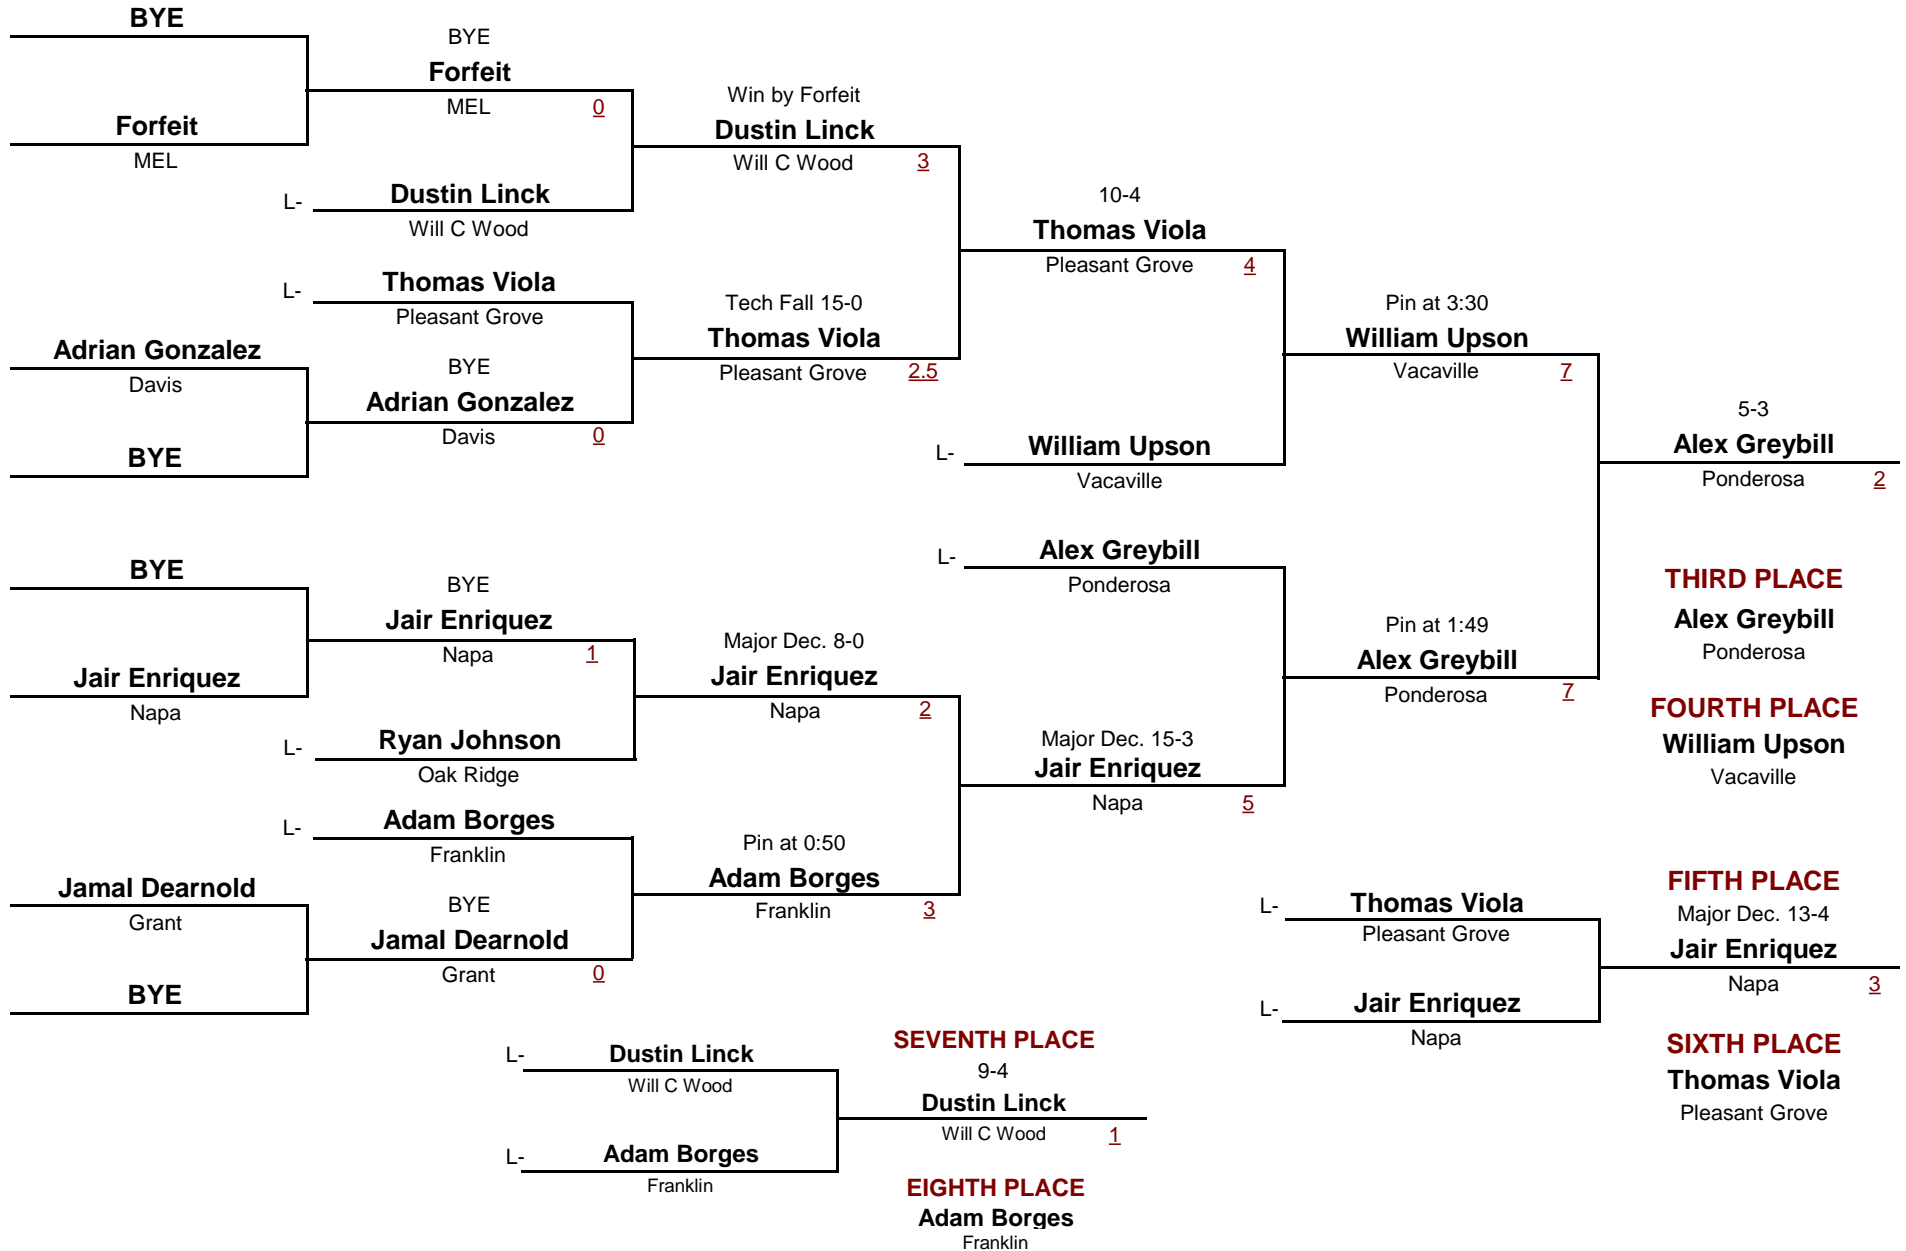 BYE
Forfeit
MEL
BYE
Forfeit
MEL 0
L- Dustin Linck
Will C Wood
Win by Forfeit
Dustin Linck
Will C Wood 3
L- Thomas Viola
Pleasant Grove
Adrian Gonzalez
Davis
BYE
BYE
Adrian Gonzalez
Davis 0
Tech Fall 15-0
Thomas Viola
Pleasant Grove 2.5
10-4
Thomas Viola
Pleasant Grove 4
L- William Upson
Vacaville
Pin at 3:30
William Upson
Vacaville 7
BYE
Jair Enriquez
Napa
BYE
Jair Enriquez
Napa 1
L- Ryan Johnson
Oak Ridge
Major Dec. 8-0
Jair Enriquez
Napa 2
L- Adam Borges
Franklin
Jamal Dearnold
Grant
BYE
BYE
Jamal Dearnold
Grant 0
Pin at 0:50
Adam Borges
Franklin 3
L- Alex Greybill
Ponderosa
Major Dec. 15-3
Jair Enriquez
Napa 5
Pin at 1:49
Alex Greybill
Ponderosa 7
5-3
Alex Greybill
Ponderosa 2
THIRD PLACE
Alex Greybill
Ponderosa
FOURTH PLACE
William Upson
Vacaville
L- Thomas Viola
Pleasant Grove
L- Jair Enriquez
Napa
FIFTH PLACE
Major Dec. 13-4
Jair Enriquez
Napa 3
SIXTH PLACE
Thomas Viola
Pleasant Grove
L- Dustin Linck
Will C Wood
L- Adam Borges
Franklin
SEVENTH PLACE
9-4
Dustin Linck
Will C Wood 1
EIGHTH PLACE
Adam Borges
Franklin